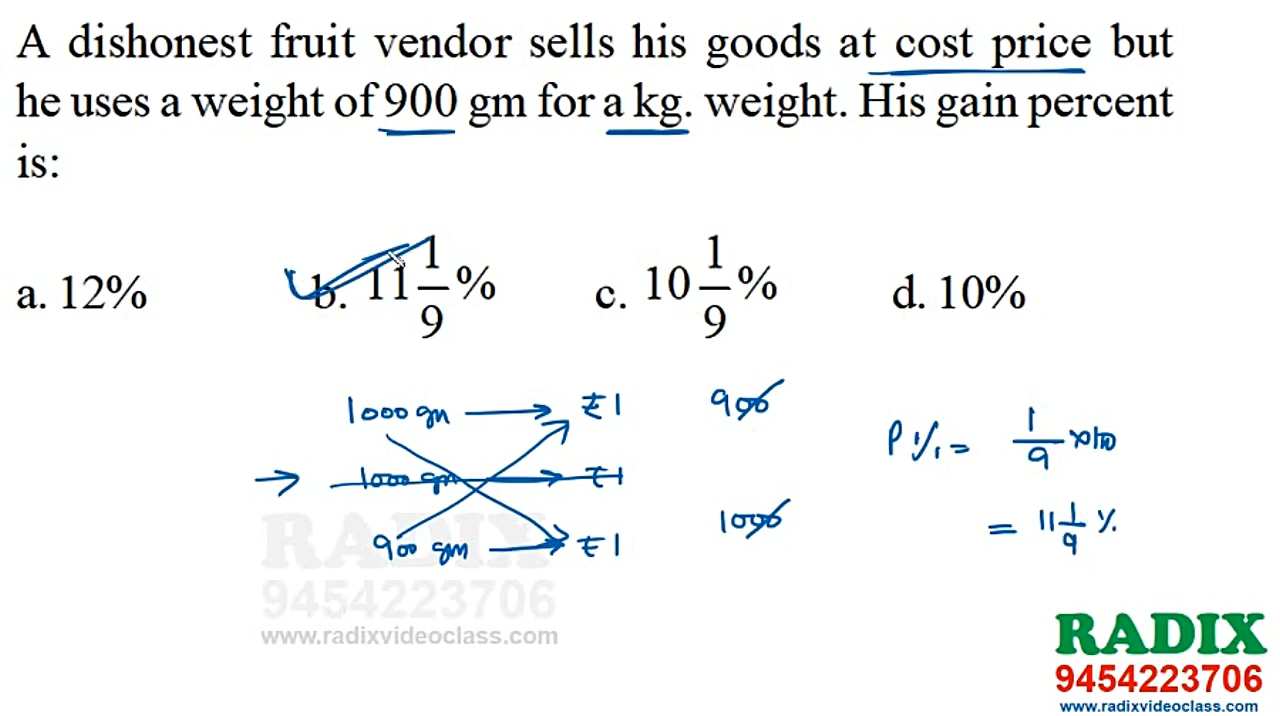 A dishonest fruit vendor sells his goods at cost price but
he uses a weight of 900 gm for a kg. weight. His gain percent
is:
a. 12% b. 11 1/9 % c. 10 1/9 % d. 10%
1000 gm → ₹1 900
→ 1000 gm → ₹1
900 gm → ₹1 1000
P % = 1/9 × 100
= 11 1/9 %
RADIX
9454223706
www.radixvideoclass.com
RADIX
9454223706
www.radixvideoclass.com